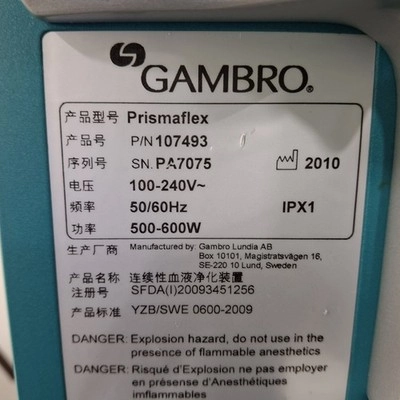 GAMBRO®
产品型号 Prismaflex
产品号 P/N 107493
序列号 SN. PA7075 2010
电压 100-240V~
频率 50/60Hz IPX1
功率 500-600W
生产厂商 Manufactured by: Gambro Lundia AB
Box 10101, Magistratsvägen 16,
SE-220 10 Lund, Sweden
产品名称 连续性血液净化装置
注册号 SFDA(I)20093451256
产品标准 YZB/SWE 0600-2009
DANGER: Explosion hazard, do not use in the
presence of flammable anesthetics
DANGER: Risqué d'Explosion ne pas employer
en présense d'Anesthétiques
imflammables